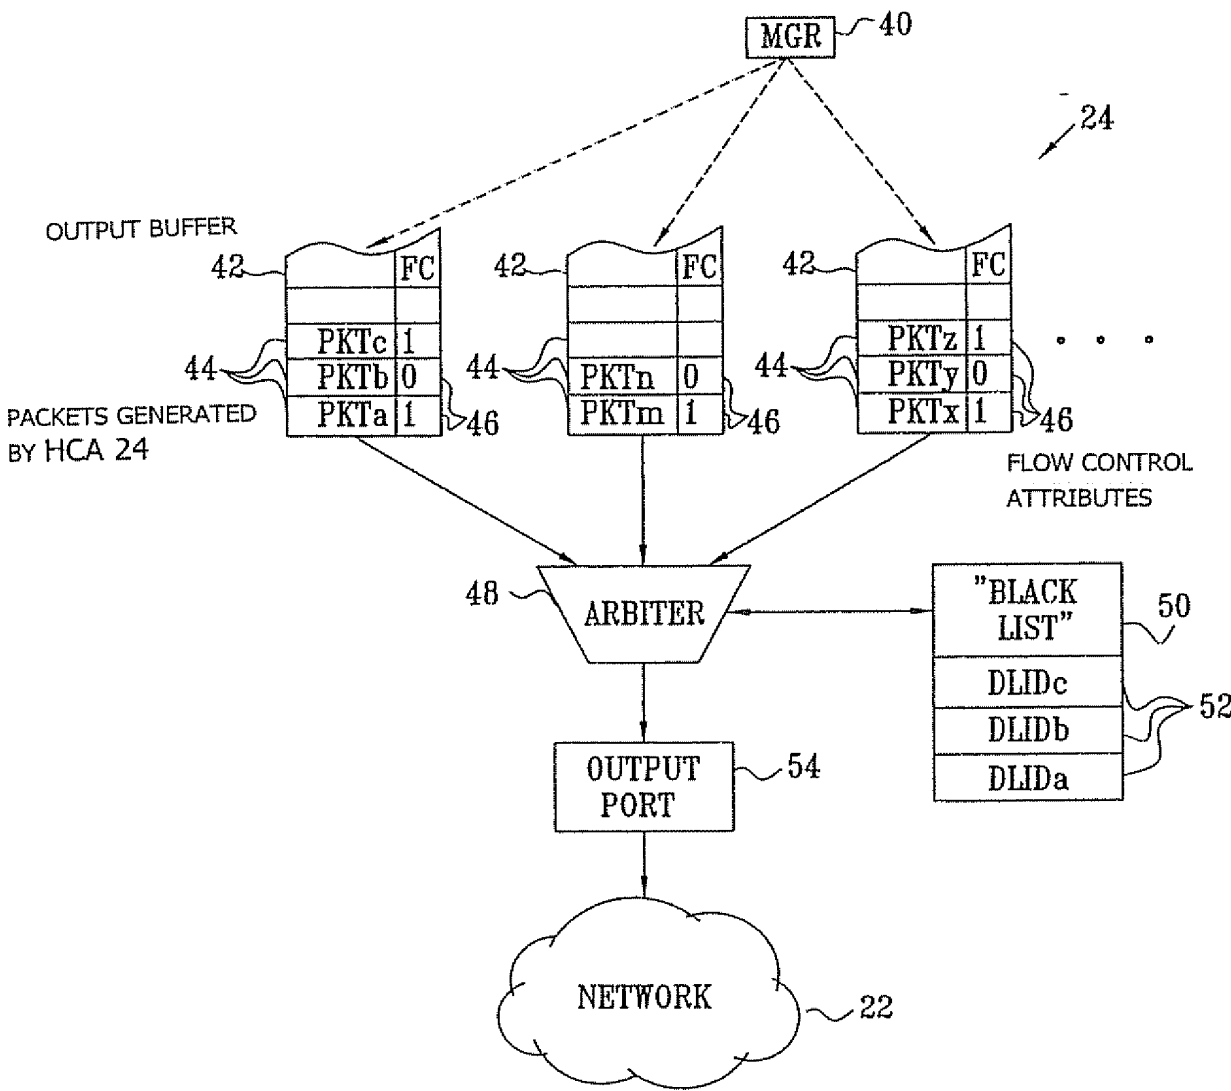 MGR 40
24
OUTPUT BUFFER
42 FC 42 FC 42 FC
PKTc 1 PKTz 1
44 PKTb 0 44 PKTn 0 44 PKTy 0
PKTa 1 46 PKTm 1 46 PKTx 1 46
PACKETS GENERATED
BY HCA 24
FLOW CONTROL
ATTRIBUTES
48 ARBITER
"BLACK
LIST" 50
DLIDc
DLIDb 52
DLIDa
OUTPUT
PORT 54
NETWORK 22